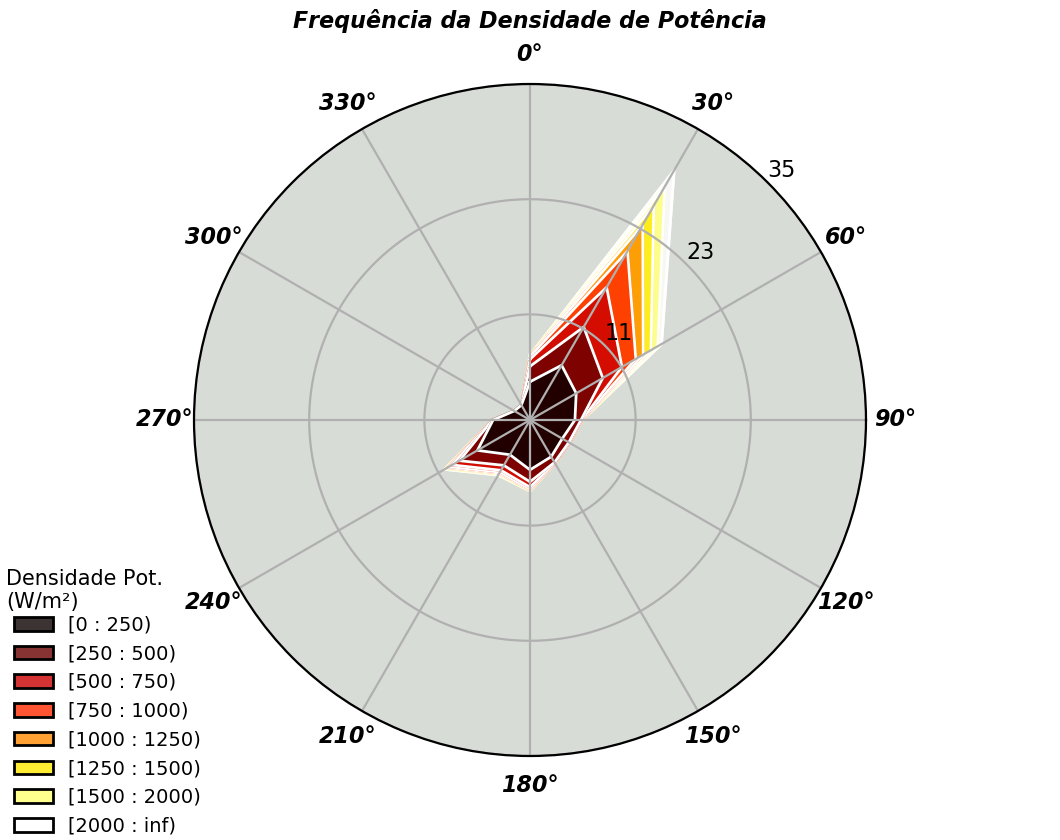 Frequência da Densidade de Potência
0°
330°
30°
35
300°
60°
23
11
270°
90°
240°
120°
210°
150°
180°
Densidade Pot.
(W/m²)
[0 : 250)
[250 : 500)
[500 : 750)
[750 : 1000)
[1000 : 1250)
[1250 : 1500)
[1500 : 2000)
[2000 : inf)